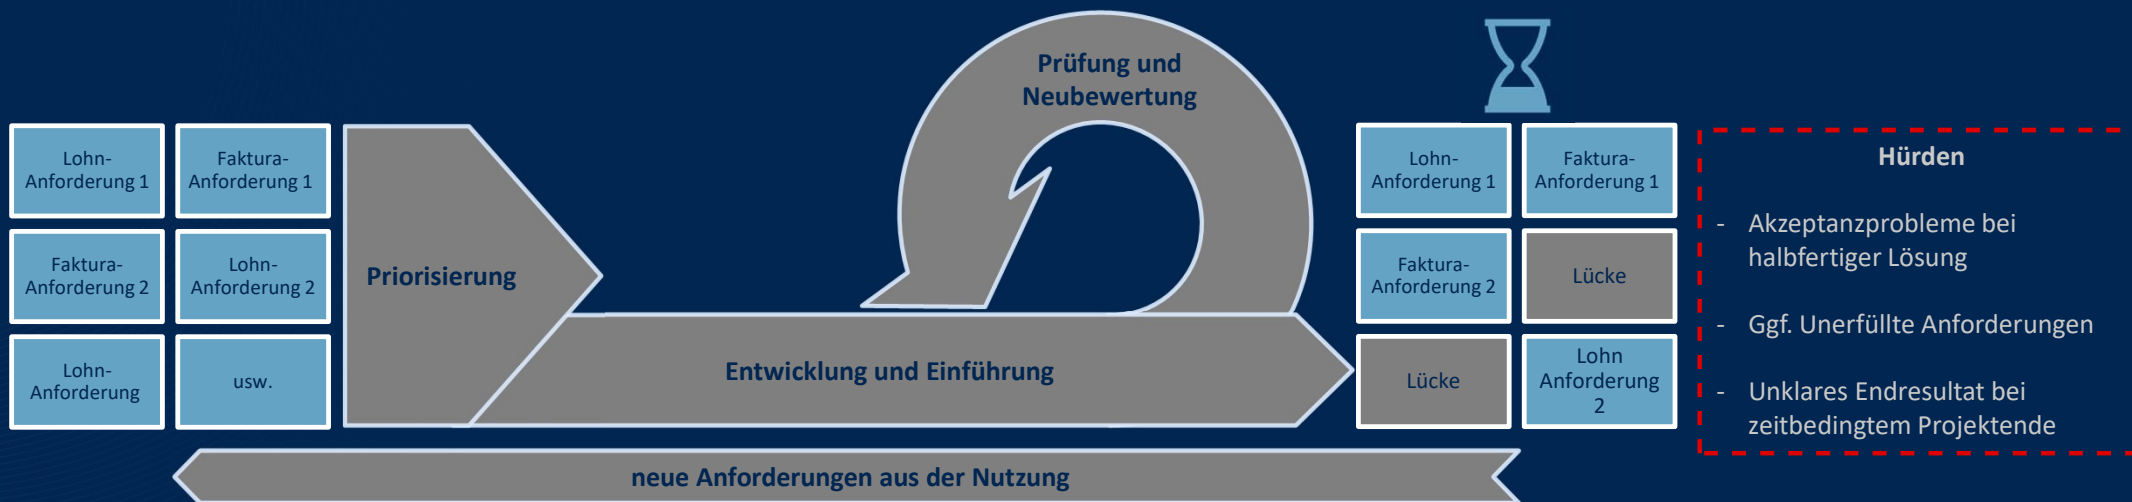 Lohn-
Anforderung 1
Faktura-
Anforderung 1
Faktura-
Anforderung 2
Lohn-
Anforderung 2
Lohn-
Anforderung
usw.
Priorisierung
Prüfung und
Neubewertung
Entwicklung und Einführung
neue Anforderungen aus der Nutzung
Lohn-
Anforderung 1
Faktura-
Anforderung 1
Faktura-
Anforderung 2
Lücke
Lücke
Lohn
Anforderung
2
Hürden
- Akzeptanzprobleme bei
halbfertiger Lösung
- Ggf. Unerfüllte Anforderungen
- Unklares Endresultat bei
zeitbedingtem Projektende